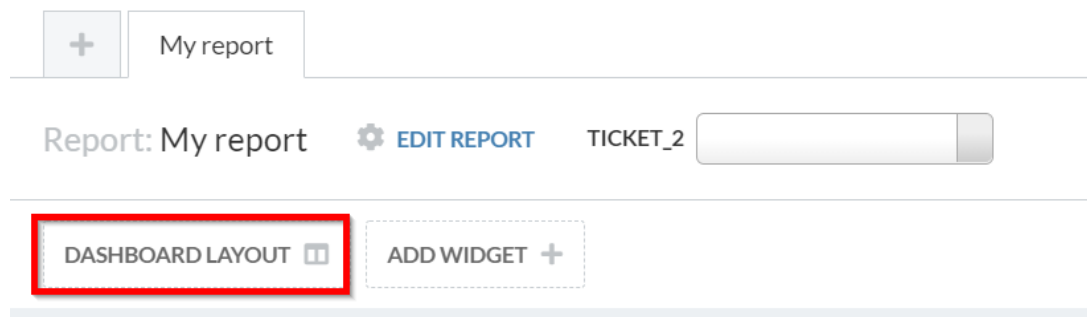 + My report
Report: My report EDIT REPORT TICKET_2
DASHBOARD LAYOUT ADD WIDGET +